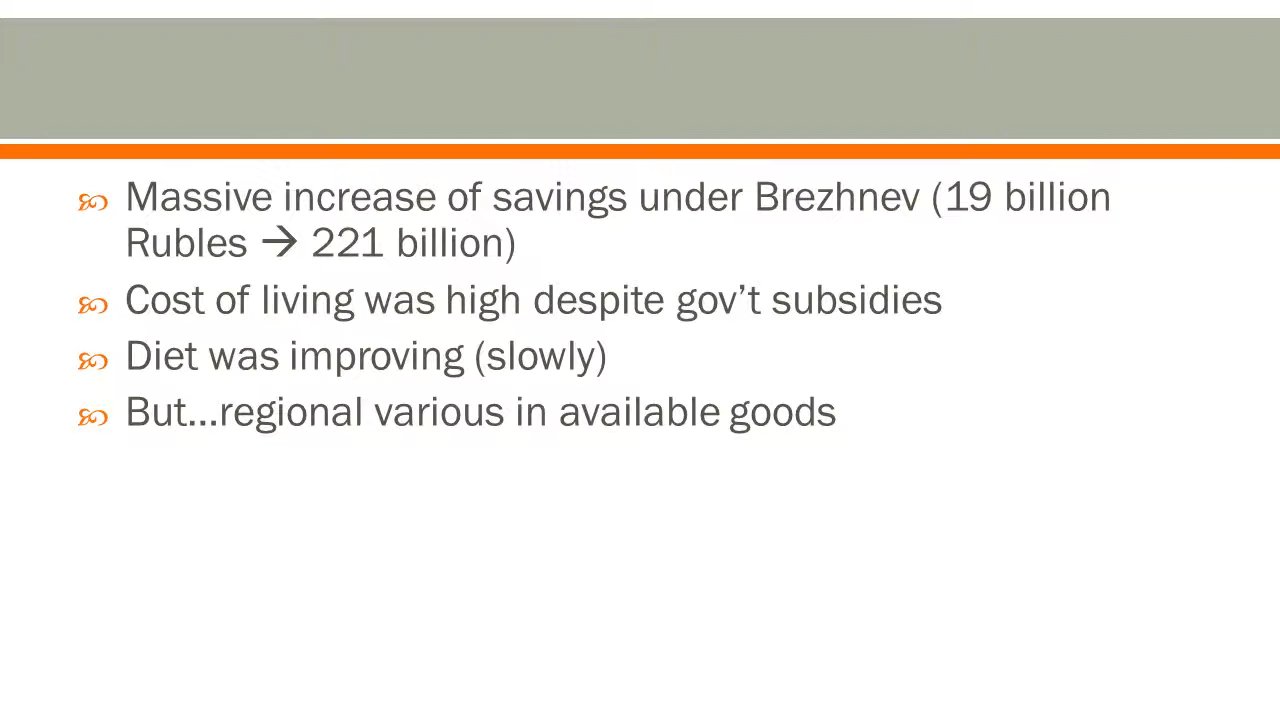 Massive increase of savings under Brezhnev (19 billion
Rubles → 221 billion)
Cost of living was high despite gov’t subsidies
Diet was improving (slowly)
But…regional various in available goods